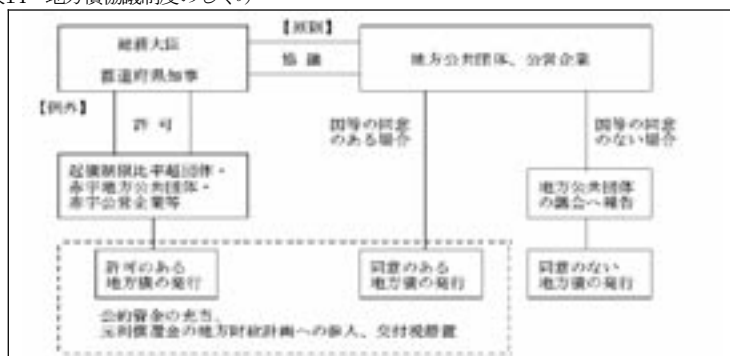 地方債協議制度のしくみ
【原則】
総務大臣
都道府県知事
協議
地方公共団体、公営企業
【例外】
許可
国等の同意
のある場合
国等の同意
のない場合
起債制限比率超団体・
赤字地方公共団体・
赤字公営企業等
地方公共団体
の議会へ報告
許可のある
地方債の発行
同意のある
地方債の発行
同意のない
地方債の発行
公的資金の充当、
元利償還金の地方財政計画への算入、交付税措置